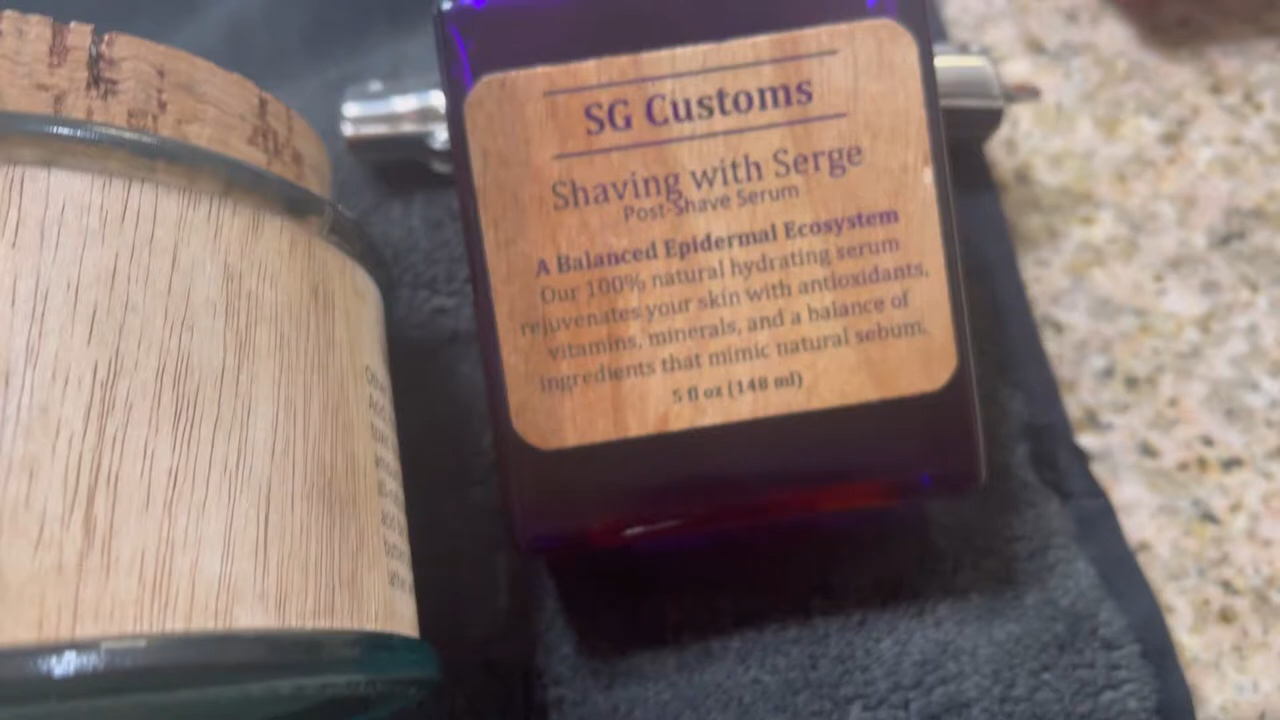 SG Customs
Shaving with Serge
Post-Shave Serum
A Balanced Epidermal Ecosystem
Our 100% natural hydrating serum
rejuvenates your skin with antioxidants,
vitamins, minerals, and a balance of
ingredients that mimic natural sebum.
5 fl oz (148 ml)